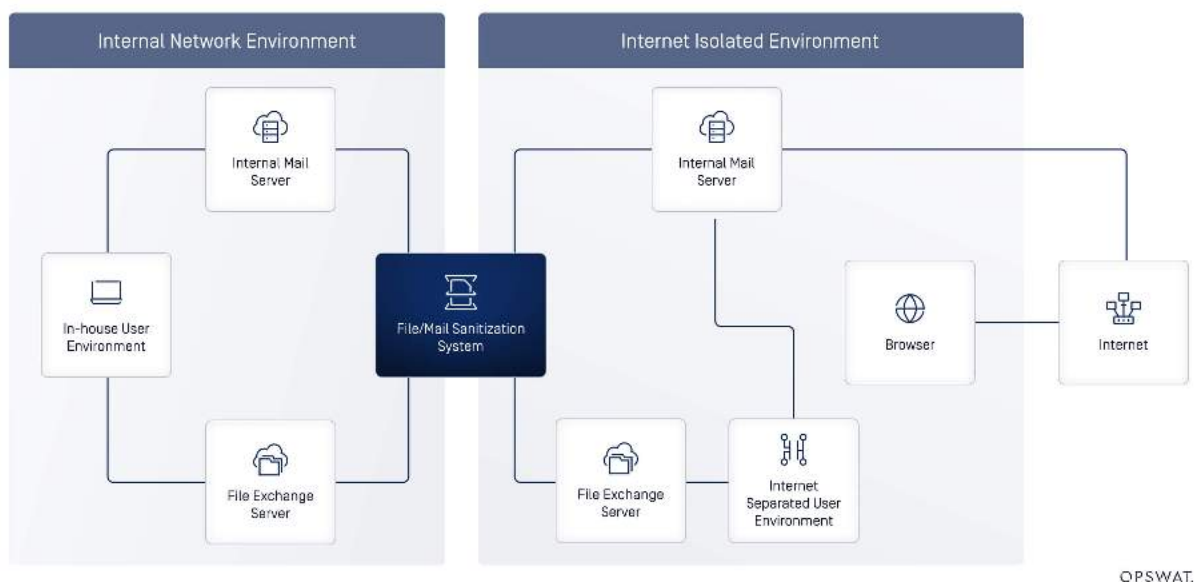 Internal Network Environment
Internet Isolated Environment
Internal Mail
Server
Internal Mail
Server
In-house User
Environment
File/Mail Sanitization
System
Browser
Internet
File Exchange
Server
File Exchange
Server
Internet
Separated User
Environment
OPSWAT.